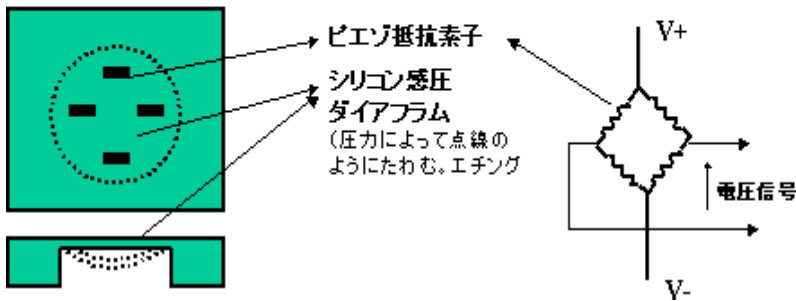 ピエゾ抵抗素子
シリコン感圧
ダイアフラム
（圧力によって点線の
ようにたわむ。エチング
V+
電圧信号
V-